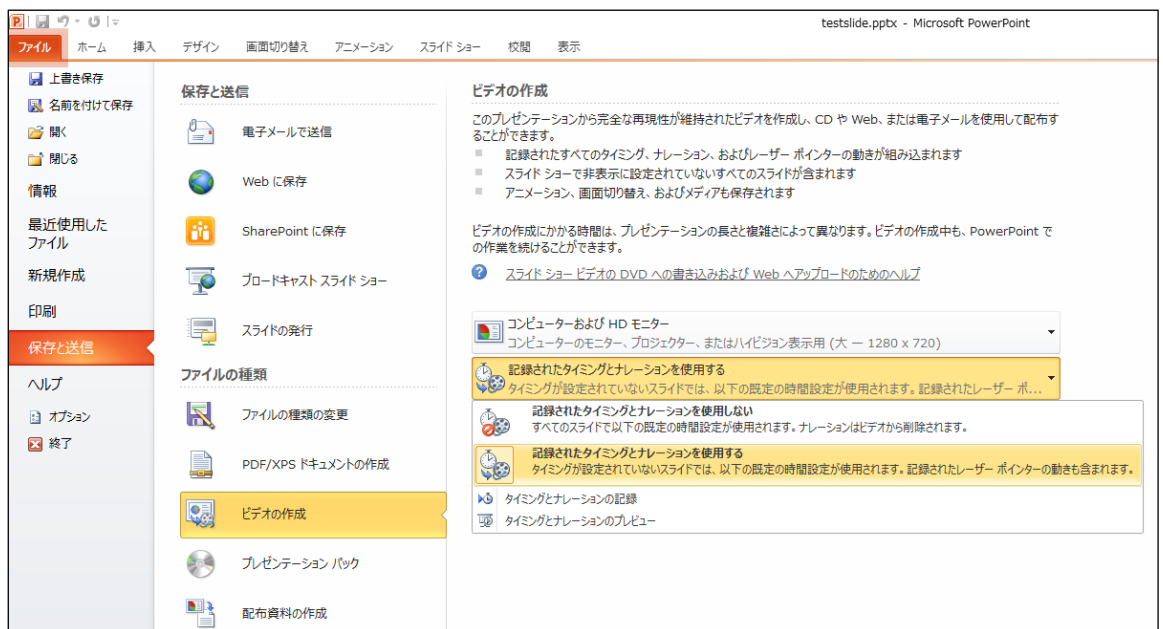 testslide.pptx - Microsoft PowerPoint
ファイル ホーム 挿入 デザイン 画面切り替え アニメーション スライド ショー 校閲 表示
上書き保存
名前を付けて保存
開く
閉じる
情報
最近使用した
ファイル
新規作成
印刷
保存と送信
ヘルプ
オプション
終了
保存と送信
電子メールで送信
Web に保存
SharePoint に保存
ブロードキャスト スライド ショー
スライドの発行
ファイルの種類
ファイルの種類の変更
PDF/XPS ドキュメントの作成
ビデオの作成
プレゼンテーション パック
配布資料の作成
ビデオの作成
このプレゼンテーションから完全な再現性が維持されたビデオを作成し、CD や Web、または電子メールを使用して配布す
ることができます。
記録されたすべてのタイミング、ナレーション、およびレーザー ポインターの動きが組み込まれます
スライド ショーで非表示に設定されていないすべてのスライドが含まれます
アニメーション、画面切り替え、およびメディアも保存されます
ビデオの作成にかかる時間は、プレゼンテーションの長さと複雑さによって異なります。ビデオの作成中も、PowerPoint で
の作業を続けることができます。
スライド ショー ビデオの DVD への書き込みおよび Web へアップロードのためのヘルプ
コンピューターおよび HD モニター
コンピューターのモニター、プロジェクター、またはハイビジョン表示用 (大 — 1280 x 720)
記録されたタイミングとナレーションを使用する
タイミングが設定されていないスライドでは、以下の既定の時間設定が使用されます。記録されたレーザー ポ...
記録されたタイミングとナレーションを使用しない
すべてのスライドで以下の既定の時間設定が使用されます。ナレーションはビデオから削除されます。
記録されたタイミングとナレーションを使用する
タイミングが設定されていないスライドでは、以下の既定の時間設定が使用されます。記録されたレーザー ポインターの動きも含まれます。
タイミングとナレーションの記録
タイミングとナレーションのプレビュー